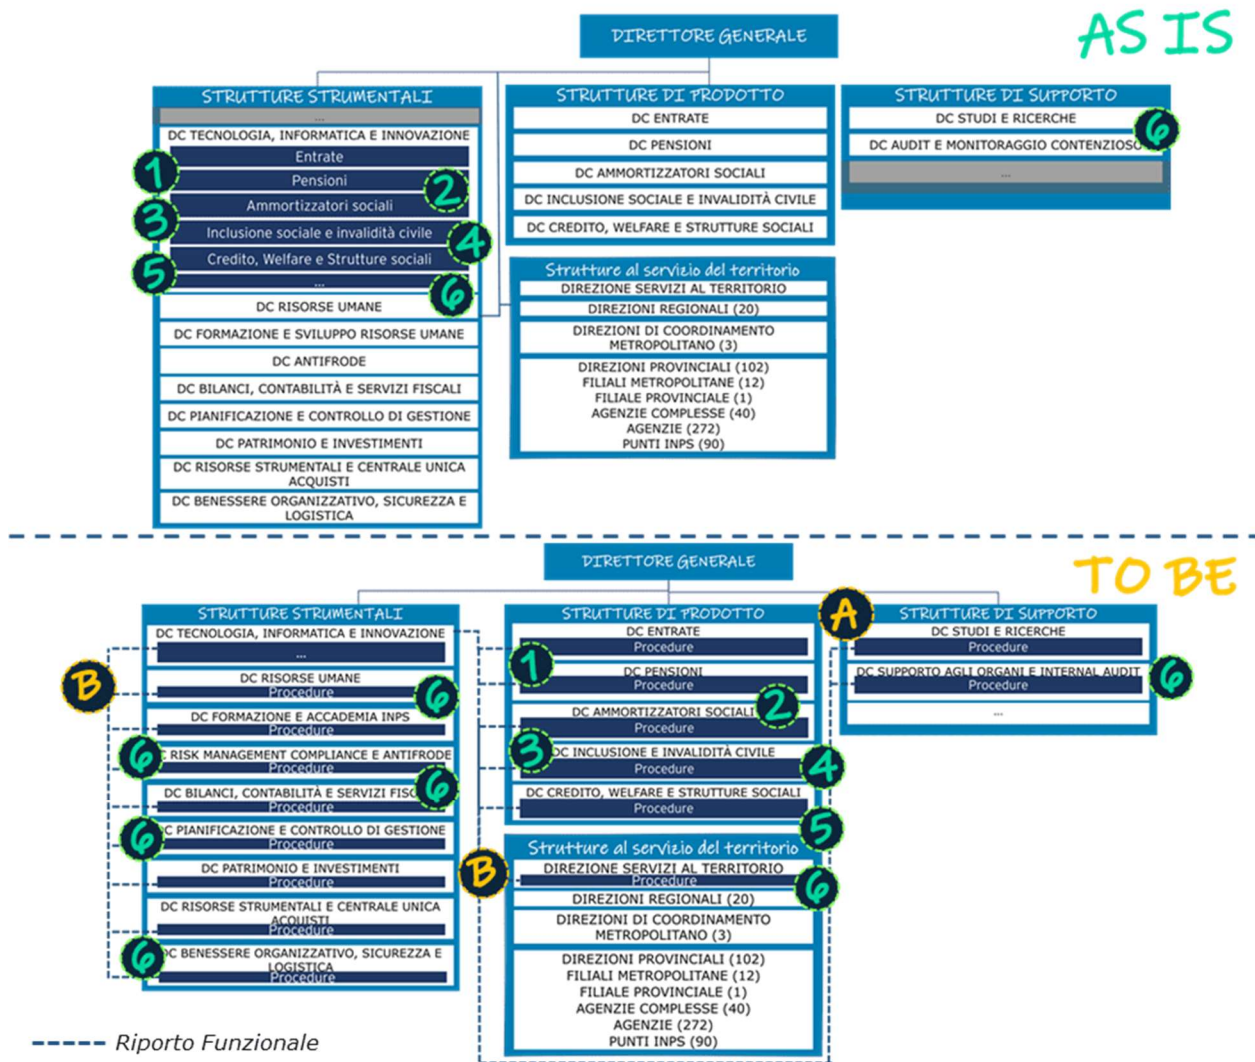 AS IS
DIRETTORE GENERALE
STRUTTURE STRUMENTALI
...
DC TECNOLOGIA, INFORMATICA E INNOVAZIONE
Entrate
1
Pensioni
2
Ammortizzatori sociali
3
Inclusione sociale e invalidità civile
4
Credito, Welfare e Strutture sociali
5
...
6
DC RISORSE UMANE
DC FORMAZIONE E SVILUPPO RISORSE UMANE
DC ANTIFRODE
DC BILANCI, CONTABILITÀ E SERVIZI FISCALI
DC PIANIFICAZIONE E CONTROLLO DI GESTIONE
DC PATRIMONIO E INVESTIMENTI
DC RISORSE STRUMENTALI E CENTRALE UNICA
ACQUISTI
DC BENESSERE ORGANIZZATIVO, SICUREZZA E
LOGISTICA
STRUTTURE DI PRODOTTO
DC ENTRATE
DC PENSIONI
DC AMMORTIZZATORI SOCIALI
DC INCLUSIONE SOCIALE E INVALIDITÀ CIVILE
DC CREDITO, WELFARE E STRUTTURE SOCIALI
Strutture al servizio del territorio
DIREZIONE SERVIZI AL TERRITORIO
DIREZIONI REGIONALI (20)
DIREZIONI DI COORDINAMENTO
METROPOLITANO (3)
DIREZIONI PROVINCIALI (102)
FILIALI METROPOLITANE (12)
FILIALE PROVINCIALE (1)
AGENZIE COMPLESSE (40)
AGENZIE (272)
PUNTI INPS (90)
STRUTTURE DI SUPPORTO
DC STUDI E RICERCHE
6
DC AUDIT E MONITORAGGIO CONTENZIOSO
...
TO BE
DIRETTORE GENERALE
STRUTTURE STRUMENTALI
DC TECNOLOGIA, INFORMATICA E INNOVAZIONE
...
B
DC RISORSE UMANE
Procedure
6
DC FORMAZIONE E ACCADEMIA INPS
Procedure
6
C RISK MANAGEMENT COMPLIANCE E ANTIFRODE
Procedure
DC BILANCI, CONTABILITÀ E SERVIZI FISC
6
Procedure
6
C PIANIFICAZIONE E CONTROLLO DI GESTIONE
Procedure
DC PATRIMONIO E INVESTIMENTI
Procedure
DC RISORSE STRUMENTALI E CENTRALE UNICA
ACQUISTI
Procedure
6
C BENESSERE ORGANIZZATIVO, SICUREZZA E
LOGISTICA
Procedure
STRUTTURE DI PRODOTTO
DC ENTRATE
Procedure
1
DC PENSIONI
Procedure
2
DC AMMORTIZZATORI SOCIALI
Procedure
3
DC INCLUSIONE E INVALIDITÀ CIVILE
Procedure
4
DC CREDITO, WELFARE E STRUTTURE SOCIALI
Procedure
5
Strutture al servizio del territorio
B
DIREZIONE SERVIZI AL TERRITORIO
Procedure
6
DIREZIONI REGIONALI (20)
DIREZIONI DI COORDINAMENTO
METROPOLITANO (3)
DIREZIONI PROVINCIALI (102)
FILIALI METROPOLITANE (12)
FILIALE PROVINCIALE (1)
AGENZIE COMPLESSE (40)
AGENZIE (272)
PUNTI INPS (90)
A
STRUTTURE DI SUPPORTO
DC STUDI E RICERCHE
Procedure
DC SUPPORTO AGLI ORGANI E INTERNAL AUDIT
Procedure
6
...
Riporto Funzionale